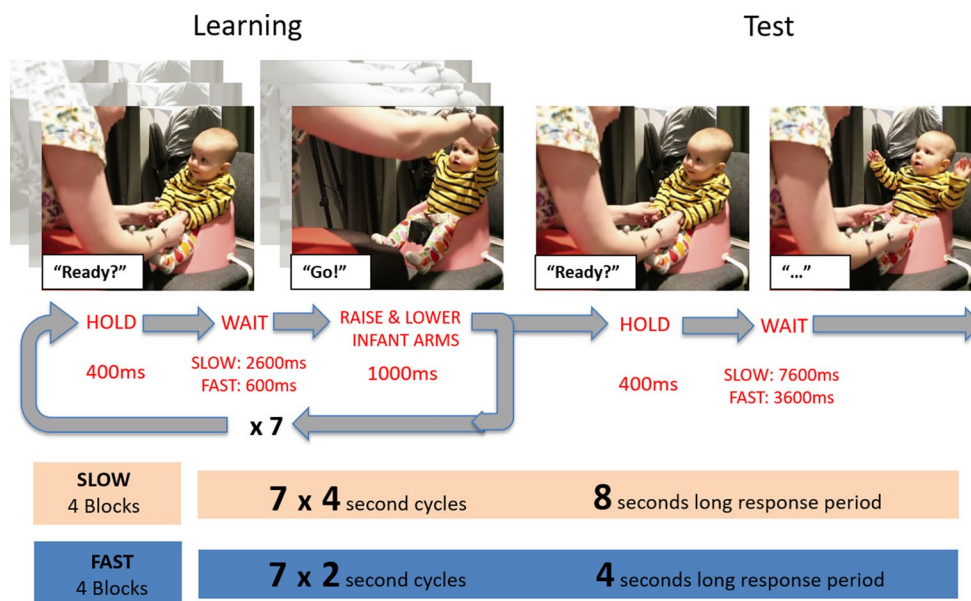 Learning
Test
"Ready?"
"Go!"
"Ready?"
"..."
HOLD
WAIT
RAISE & LOWER
INFANT ARMS
HOLD
WAIT
400ms
SLOW: 2600ms
FAST: 600ms
1000ms
400ms
SLOW: 7600ms
FAST: 3600ms
x 7
SLOW
4 Blocks
7 x 4 second cycles
8 seconds long response period
FAST
4 Blocks
7 x 2 second cycles
4 seconds long response period